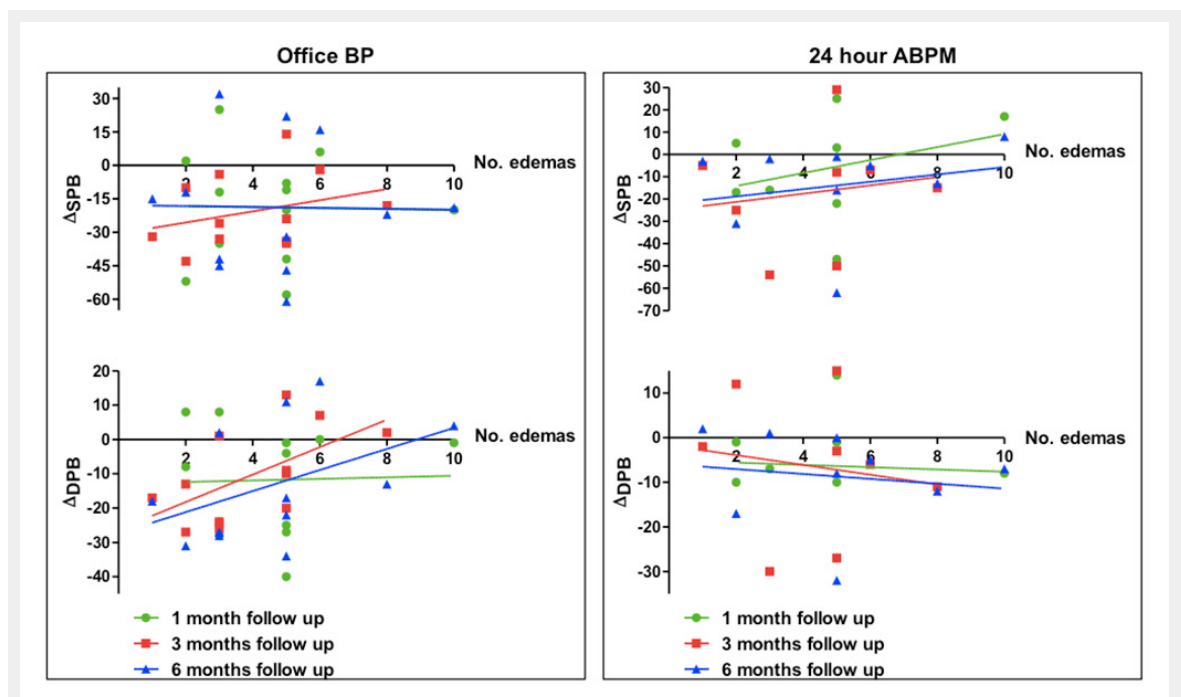 Office BP
30
15
0
-15
-30
-45
-60
2 4 6 8 10
No. edemas
ΔSPB
20
10
0
-10
-20
-30
-40
2 4 6 8 10
No. edemas
ΔDPB
1 month follow up
3 months follow up
6 months follow up
24 hour ABPM
30
20
10
0
-10
-20
-30
-40
-50
-60
-70
2 4 6 8 10
No. edemas
ΔSPB
10
0
-10
-20
-30
2 4 6 8 10
No. edemas
ΔDPB
1 month follow up
3 months follow up
6 months follow up